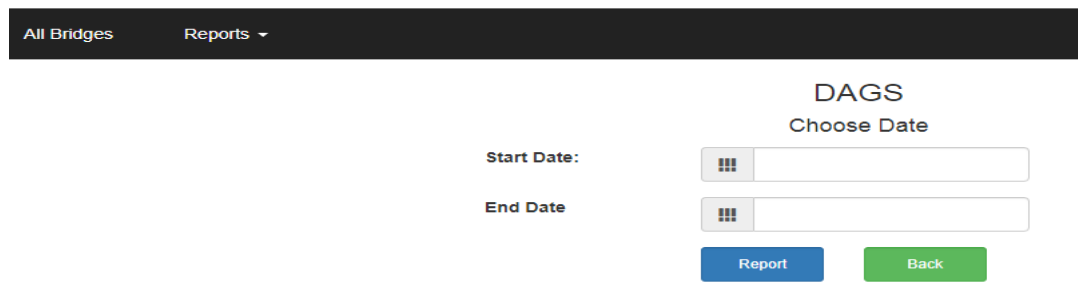 All Bridges Reports
DAGS
Choose Date
Start Date:
End Date
Report Back